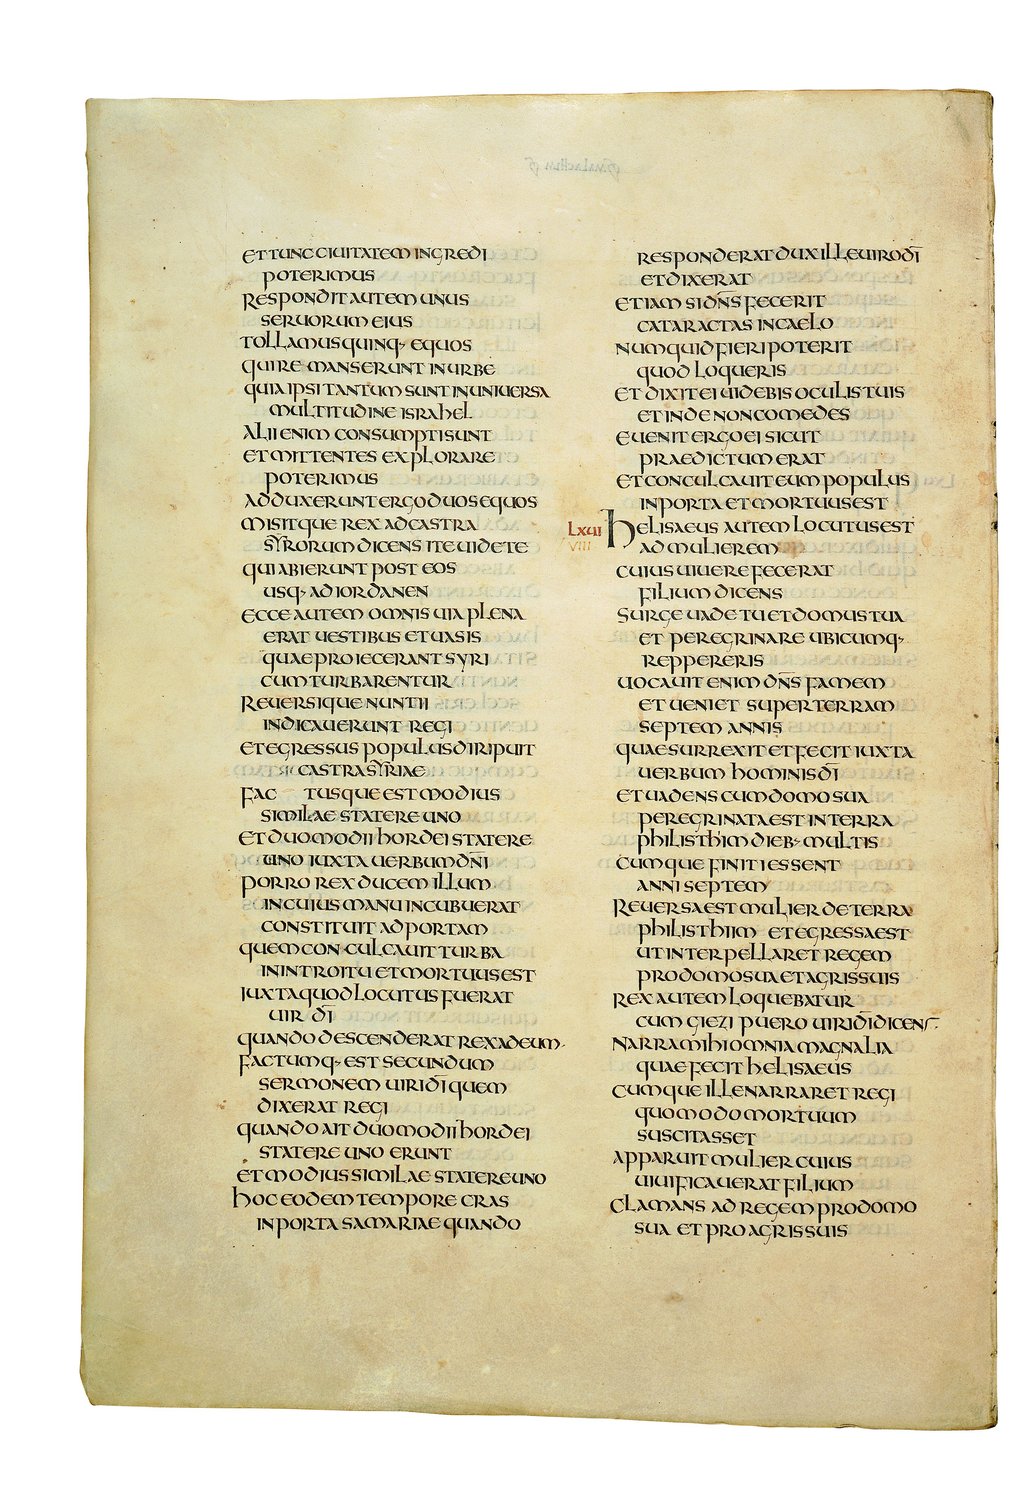 ET TUNC CIUITATEM INGREDI
POTERIMUS
RESPONDIT AUTEM UNUS
SERUORUM EIUS
TOLLAMUS QUINQ· EQUOS
QUI REMANSERUNT IN URBE
QUIA IPSI TANTUM SUNT IN UNIUERSA
MULTITUDINE ISRAHEL
ALII ENIM CONSUMPTI SUNT
ET MITTENTES EXPLORARE
POTERIMUS
ADDUXERUNT ERGO DUOS EQUOS
MISITQUE REX AD CASTRA
SYRORUM DICENS ITE UIDETE
QUI ABIERUNT POST EOS
USQ· AD IORDANEN
ECCE AUTEM OMNIS UIA PLENA
ERAT UESTIBUS ET UASIS
QUAE PROIECERANT SYRI
CUM TURBARENTUR
REUERSIQUE NUNTII
INDICAUERUNT REGI
ET EGRESSUS POPULUS DIRIPUIT
CASTRA SYRIAE
FACTUSQUE EST MODIUS
SIMILAE STATERE UNO
ET DUO MODII HORDEI STATERE
UNO IUXTA UERBUM DN̄I
PORRO REX DUCEM ILLUM
IN CUIUS MANU INCUBUERAT
CONSTITUIT AD PORTAM
QUEM CONCULCAUIT TURBA
IN INTROITU ET MORTUUS EST
IUXTA QUOD LOCUTUS FUERAT
UIR DĪ
QUANDO DESCENDERAT REX AD EUM·
FACTUMQ· EST SECUNDUM
SERMONEM UIRI DĪ QUEM
DIXERAT REGI
QUANDO AIT DUO MODII HORDEI
STATERE UNO ERUNT
ET MODIUS SIMILAE STATERE UNO
HOC EODEM TEMPORE CRAS
IN PORTA SAMARIAE QUANDO
RESPONDERAT DUX ILLE UIRO DĪ
ET DIXERAT
ETIAM SI DN̄S FECERIT
CATARACTAS IN CAELO
NUMQUID FIERI POTERIT
QUOD LOQUERIS
ET DIXIT EI UIDEBIS OCULIS TUIS
ET INDE NON COMEDES
EUENIT ERGO EI SICUT
PRAEDICTUM ERAT
ET CONCULCAUIT EUM POPULUS
IN PORTA ET MORTUUS EST
LXUI HELISAEUS AUTEM LOCUTUS EST
VIII AD MULIEREM
CUIUS UIUERE FECERAT
FILIUM DICENS
SURGE UADE TU ET DOMUS TUA
ET PEREGRINARE UBICUMQ·
REPPERERIS
UOCAUIT ENIM DN̄S FAMEM
ET UENIET SUPER TERRAM
SEPTEM ANNIS
QUAE SURREXIT ET FECIT IUXTA
UERBUM HOMINIS DĪ
ET UADENS CUM DOMO SUA
PEREGRINATA EST IN TERRA
PHILISTHIM DIEB· MULTIS
CUMQUE FINITI ESSENT
ANNI SEPTEM
REUERSA EST MULIER DE TERRA
PHILISTHIIM ET EGRESSA EST
UT INTERPELLARET REGEM
PRO DOMO SUA ET AGRIS SUIS
REX AUTEM LOQUEBATUR
CUM GIEZI PUERO UIRI DĪ DICENS
NARRA MIHI OMNIA MAGNALIA
QUAE FECIT HELISAEUS
CUMQUE ILLE NARRARET REGI
QUOMODO MORTUUM
SUSCITASSET
APPARUIT MULIER CUIUS
UIUIFICAUERAT FILIUM
CLAMANS AD REGEM PRO DOMO
SUA ET PRO AGRIS SUIS